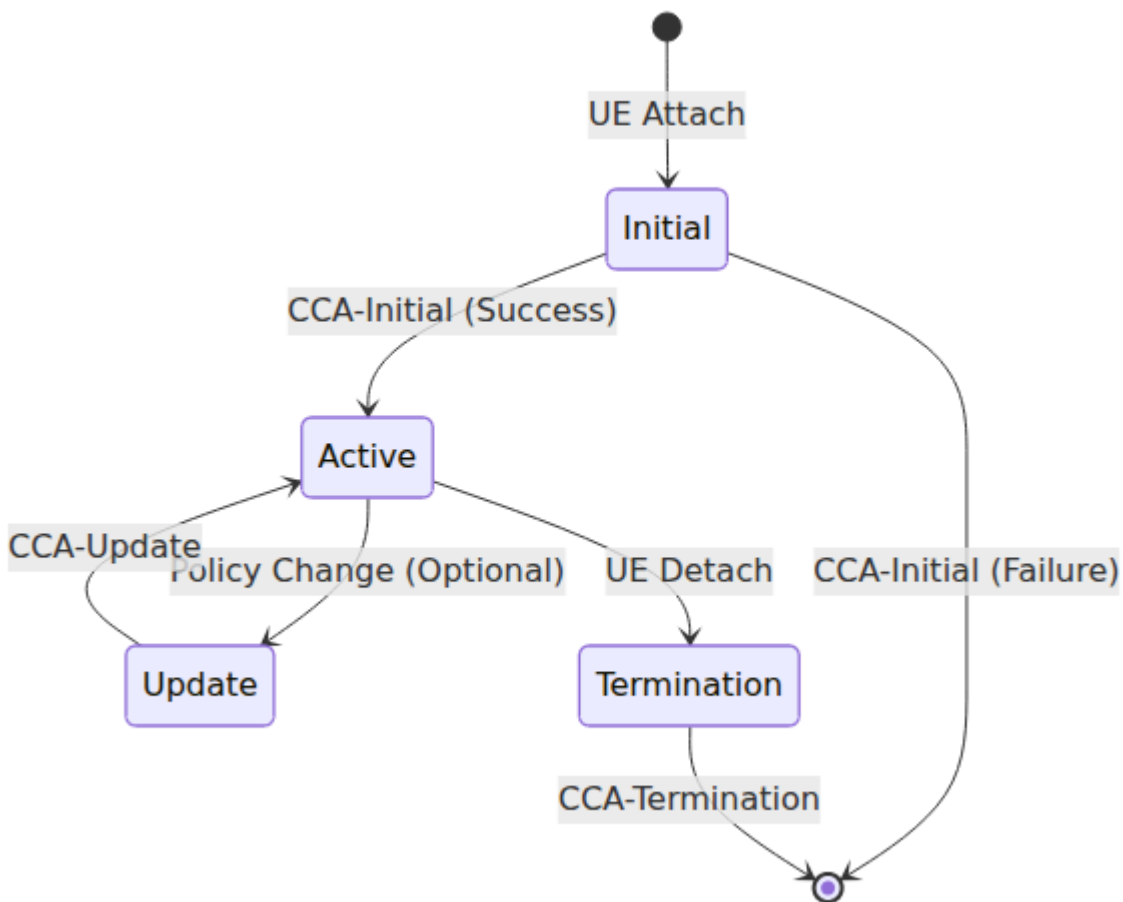 UE Attach
Initial
CCA-Initial (Success)
Active
CCA-Update
Policy Change (Optional)
UE Detach
CCA-Initial (Failure)
Update
Termination
CCA-Termination